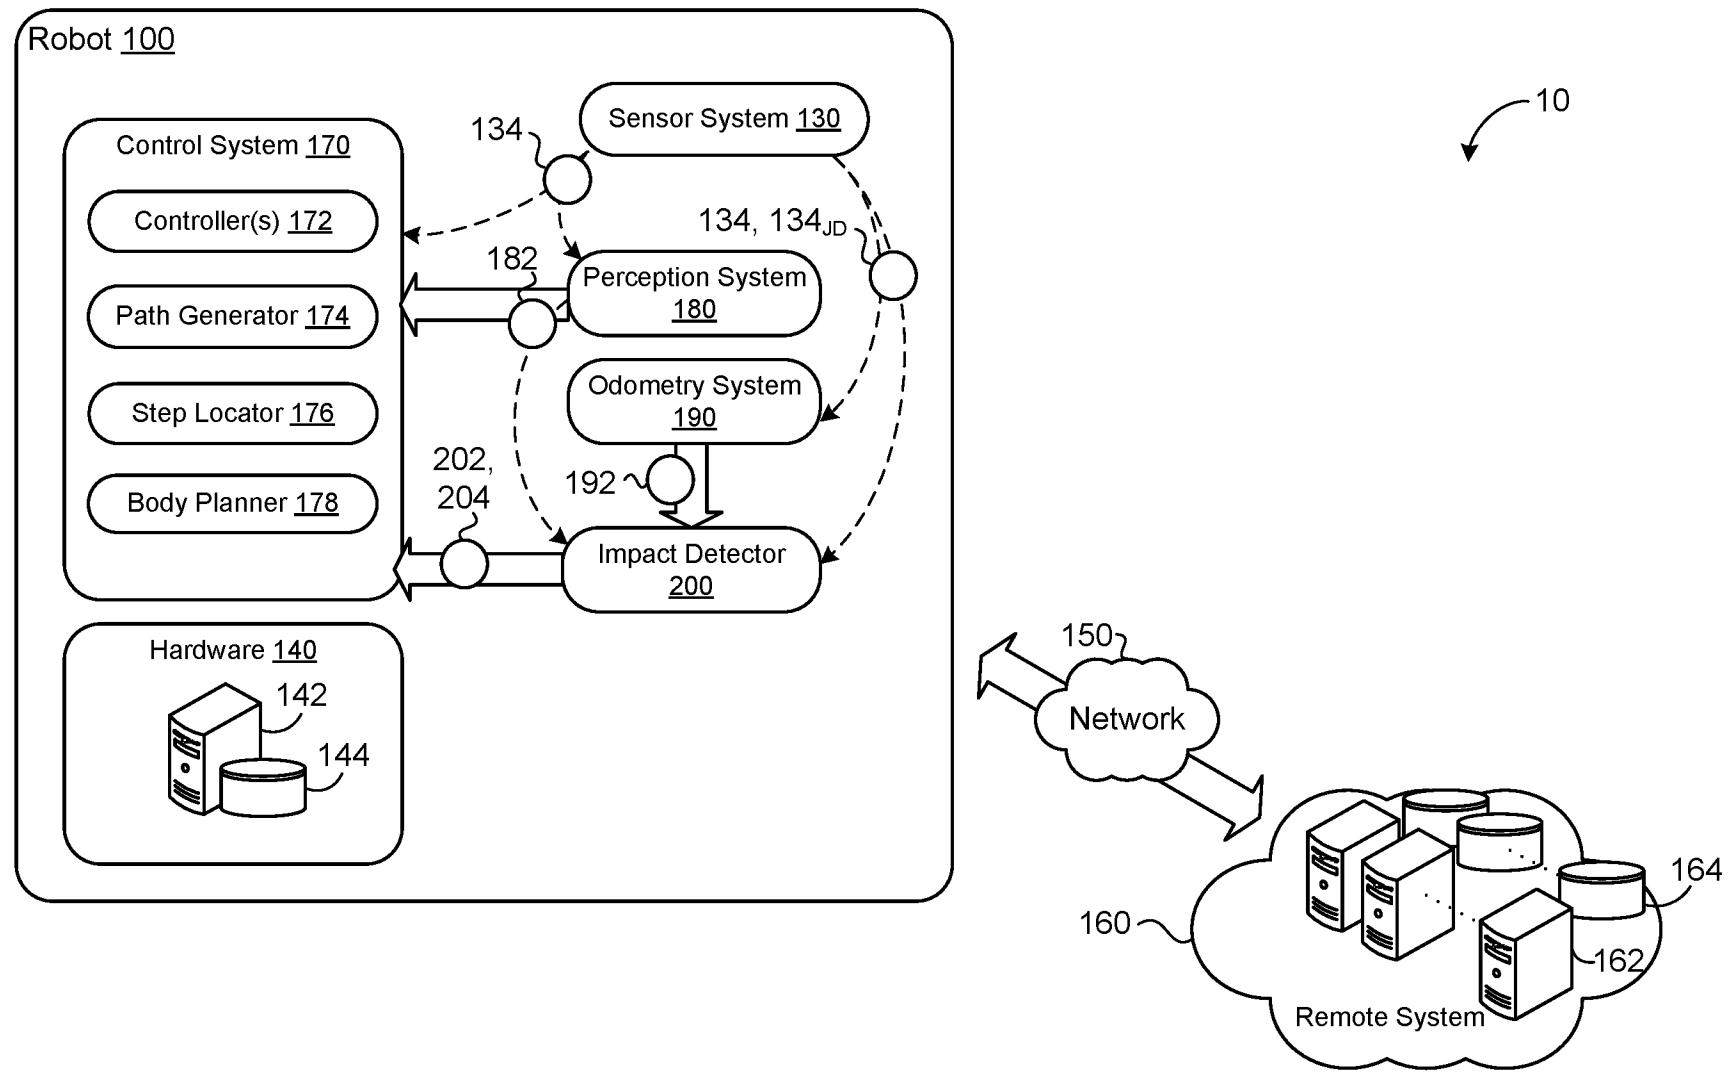 Robot 100
10
Sensor System 130
134
Control System 170
Controller(s) 172
134, 134JD
182
Perception System
180
Path Generator 174
Odometry System
190
Step Locator 176
202,
204
192
Body Planner 178
Impact Detector
200
Hardware 140
142
144
150
Network
160
164
162
Remote System